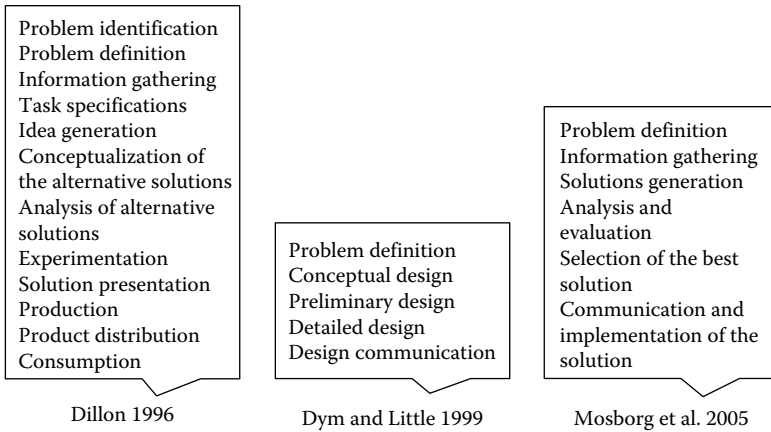 Problem identification
Problem definition
Information gathering
Task specifications
Idea generation
Conceptualization of
the alternative solutions
Analysis of alternative
solutions
Experimentation
Solution presentation
Production
Product distribution
Consumption
Dillon 1996
Problem definition
Conceptual design
Preliminary design
Detailed design
Design communication
Dym and Little 1999
Problem definition
Information gathering
Solutions generation
Analysis and
evaluation
Selection of the best
solution
Communication and
implementation of the
solution
Mosborg et al. 2005